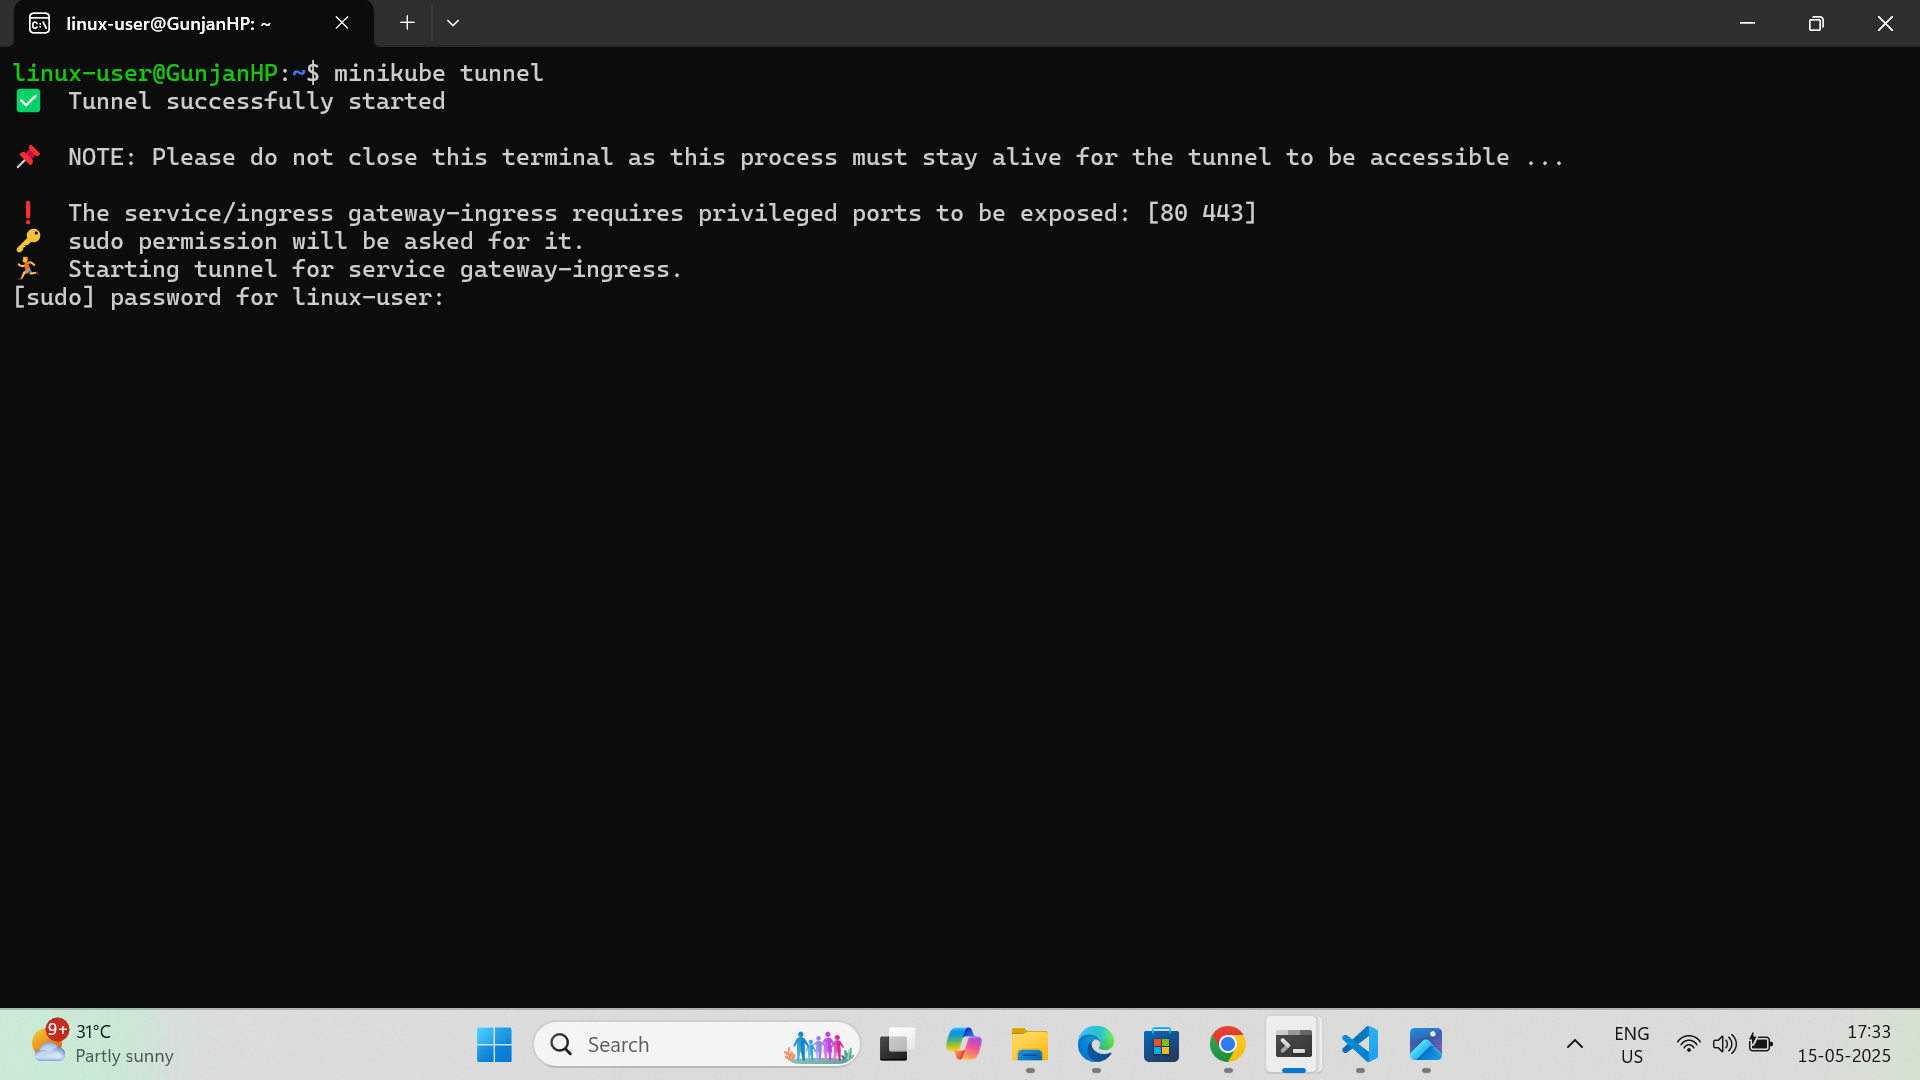 linux-user@GunjanHP: ~
linux-user@GunjanHP:~$ minikube tunnel
✅ Tunnel successfully started
📌 NOTE: Please do not close this terminal as this process must stay alive for the tunnel to be accessible ...
❗ The service/ingress gateway-ingress requires privileged ports to be exposed: [80 443]
🔑 sudo permission will be asked for it.
🏃 Starting tunnel for service gateway-ingress.
[sudo] password for linux-user:
9+
31°C
Partly sunny
Search
ENG
US
17:33
15-05-2025